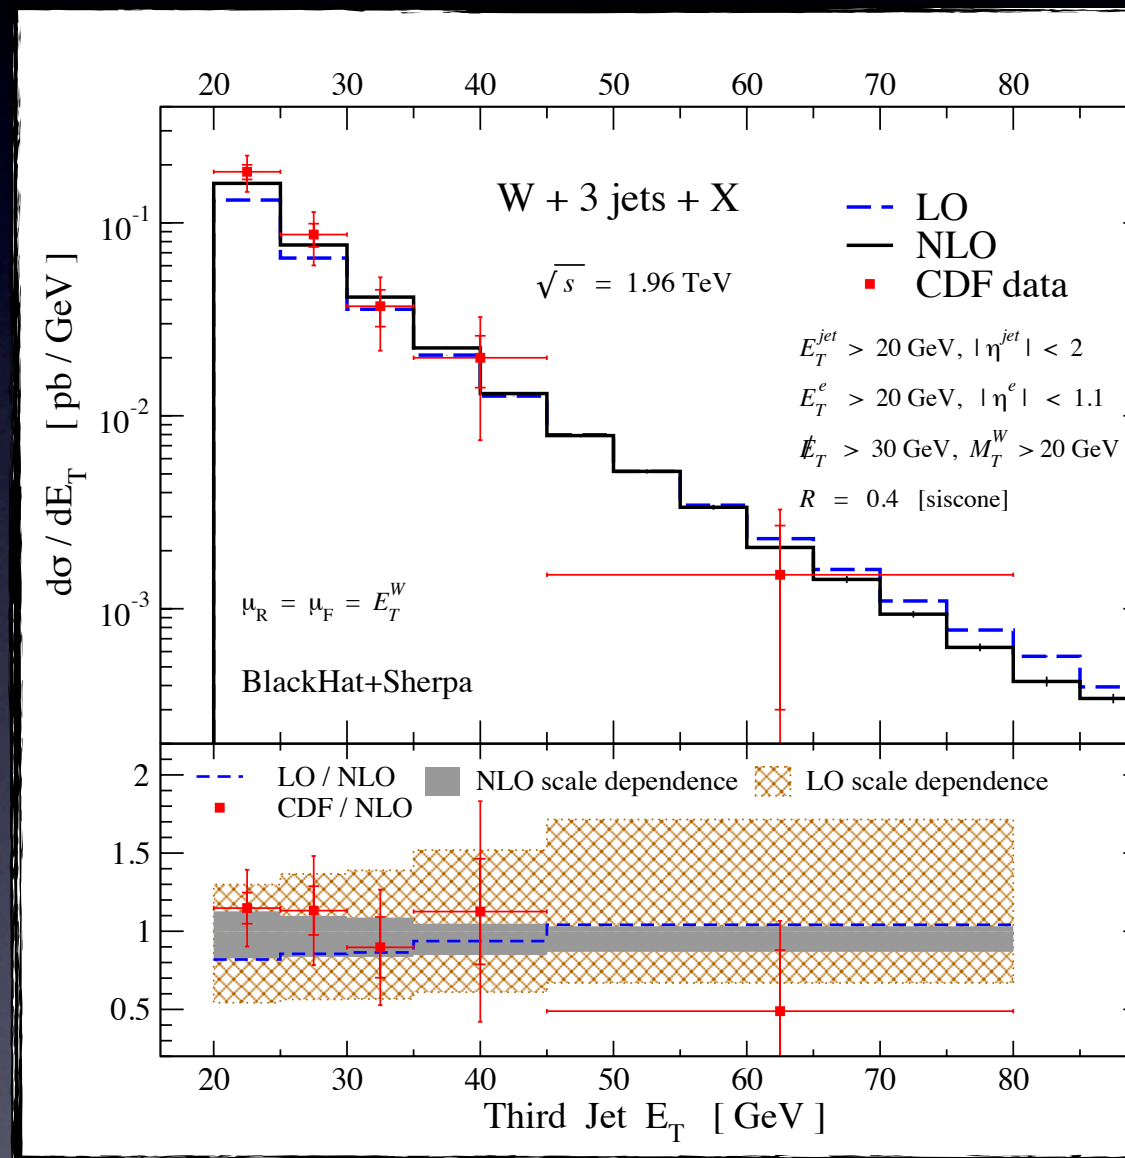 20 30 40 50 60 70 80
W + 3 jets + X
√s = 1.96 TeV
LO
NLO
CDF data
E_T^jet > 20 GeV, | η^jet | < 2
E_T^e > 20 GeV, | η^e | < 1.1
E̸_T > 30 GeV, M_T^W > 20 GeV
R = 0.4 [siscone]
10^-1
10^-2
10^-3
dσ / dE_T [ pb / GeV ]
μ_R = μ_F = E_T^W
BlackHat+Sherpa
LO / NLO
CDF / NLO
NLO scale dependence
LO scale dependence
2
1.5
1
0.5
20 30 40 50 60 70 80
Third Jet E_T [ GeV ]